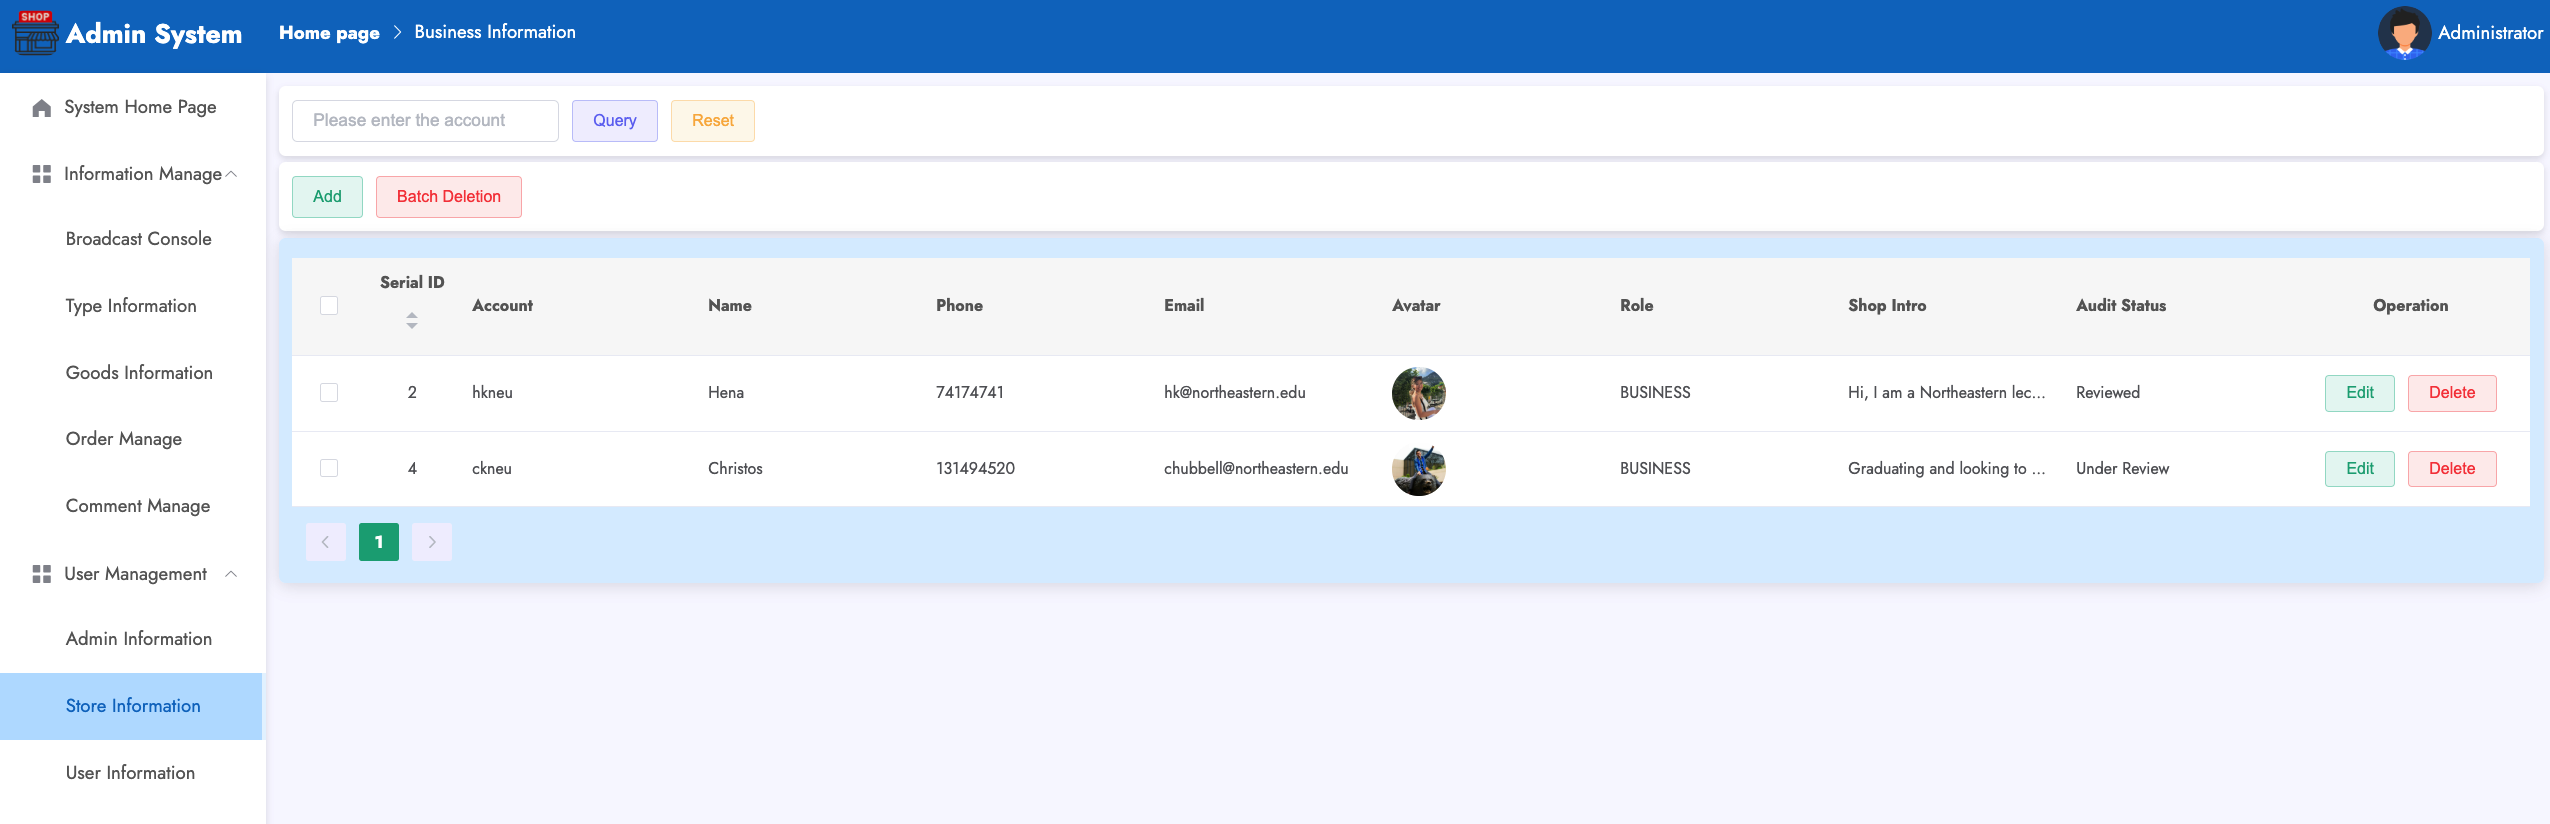 SHOP
Admin System
Home page > Business Information
Administrator
System Home Page
Information Manage
Broadcast Console
Type Information
Goods Information
Order Manage
Comment Manage
User Management
Admin Information
Store Information
User Information
Please enter the account Query Reset
Add Batch Deletion
Serial ID Account Name Phone Email Avatar Role Shop Intro Audit Status Operation
2 hkneu Hena 74174741 hk@northeastern.edu BUSINESS Hi, I am a Northeastern lec... Reviewed Edit Delete
4 ckneu Christos 131494520 chubbell@northeastern.edu BUSINESS Graduating and looking to ... Under Review Edit Delete
1